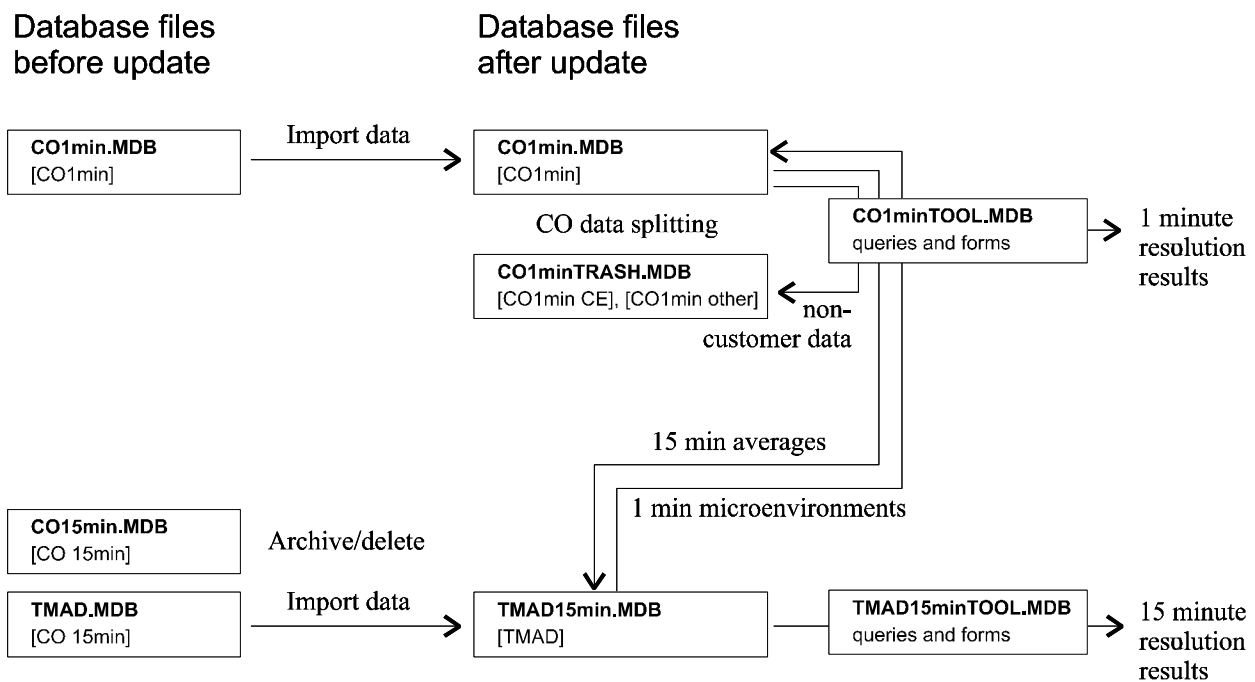 Database files
before update
Database files
after update
CO1min.MDB
[CO1min]
Import data
CO1min.MDB
[CO1min]
CO data splitting
CO1minTOOL.MDB
queries and forms
1 minute
resolution
results
CO1minTRASH.MDB
[CO1min CE], [CO1min other]
non-
customer data
15 min averages
1 min microenvironments
CO15min.MDB
[CO 15min]
Archive/delete
TMAD.MDB
[CO 15min]
Import data
TMAD15min.MDB
[TMAD]
TMAD15minTOOL.MDB
queries and forms
15 minute
resolution
results